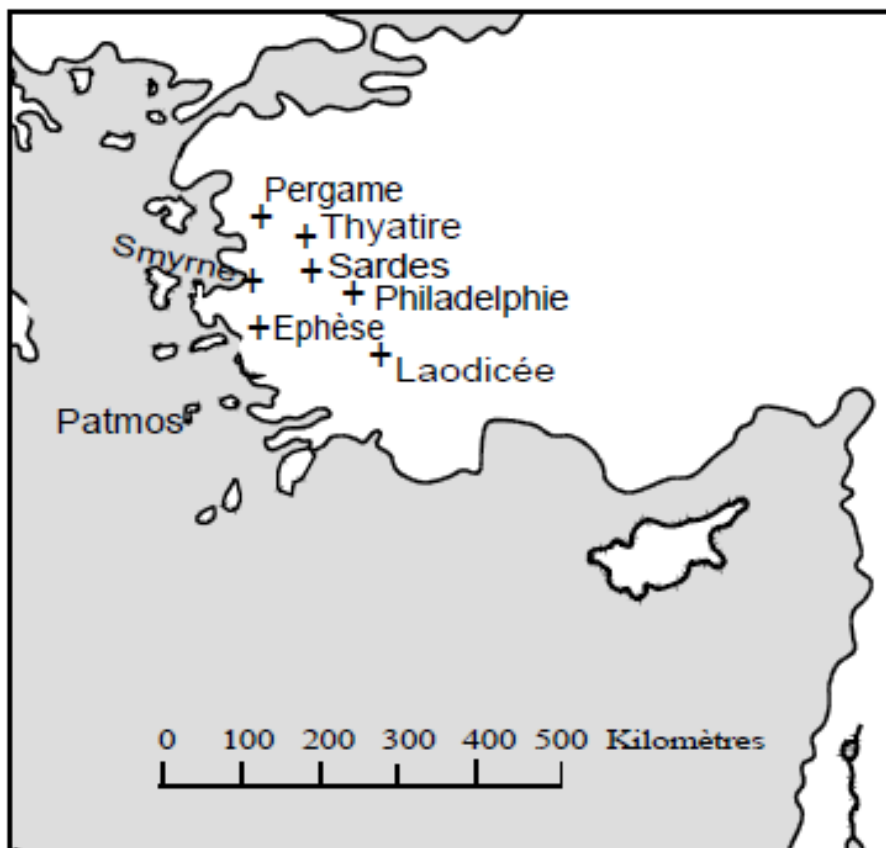 Pergame
Thyatire
Smyrne
Sardes
Philadelphie
Ephèse
Laodicée
Patmos
0 100 200 300 400 500 Kilomètres